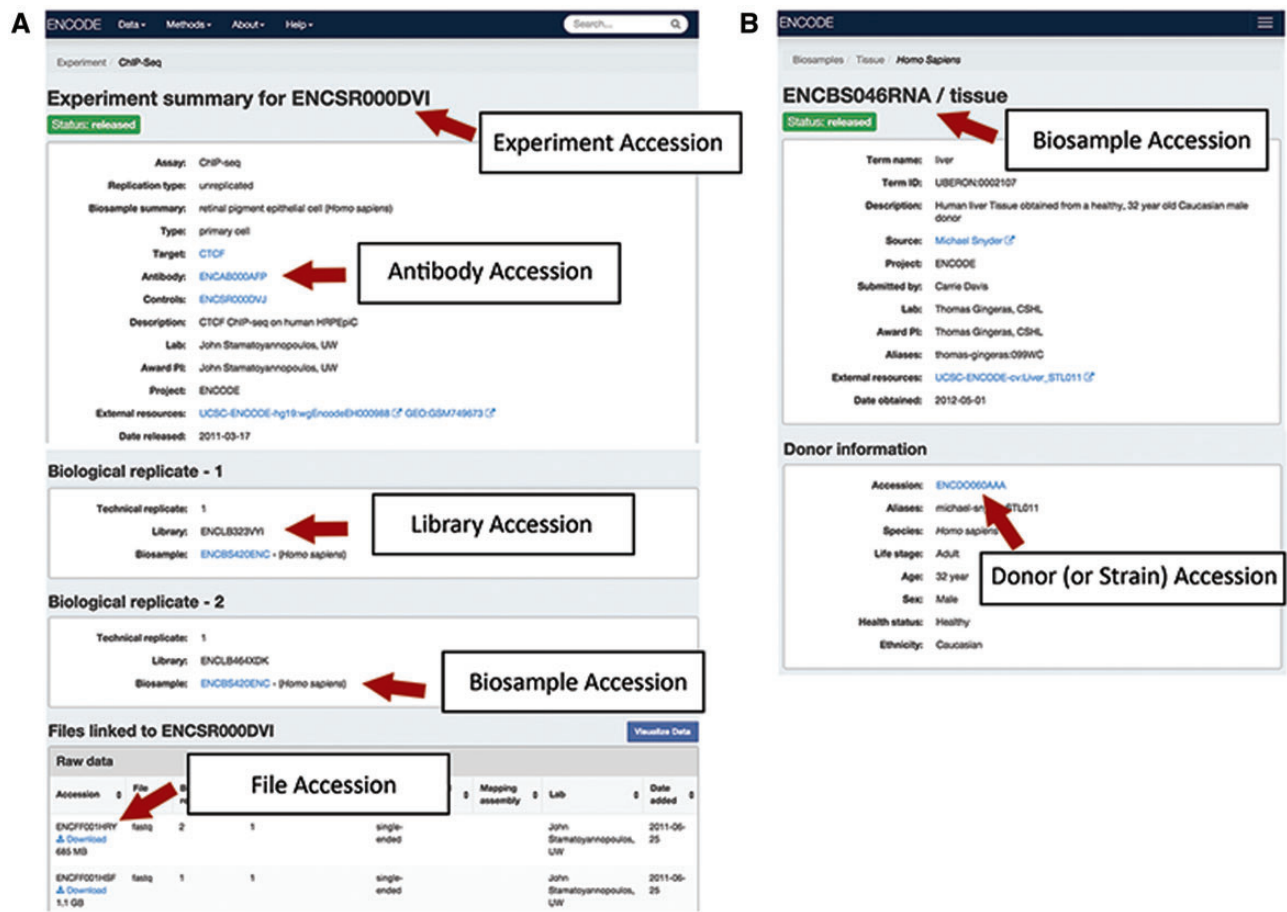 A
ENCODE Data Methods About Help Search...
Experiment / ChIP-Seq
Experiment summary for ENCSR000DVI
Status: released
Experiment Accession
Assay: ChIP-seq
Replication type: unreplicated
Biosample summary: retinal pigment epithelial cell (Homo sapiens)
Type: primary cell
Target: CTCF
Antibody: ENCAB000AFP
Antibody Accession
Controls: ENCSR000DVJ
Description: CTCF ChIP-seq on human HRPEpiC
Lab: John Stamatoyannopoulos, UW
Award PI: John Stamatoyannopoulos, UW
Project: ENCODE
External resources: UCSC-ENCODE-hg19:wgEncodeEH000988 GEO:GSM749673
Date released: 2011-03-17
Biological replicate - 1
Technical replicate: 1
Library: ENCLB323VYI
Library Accession
Biosample: ENCBS420ENC - (Homo sapiens)
Biological replicate - 2
Technical replicate: 1
Library: ENCLB464XDK
Biosample: ENCBS420ENC - (Homo sapiens)
Biosample Accession
Files linked to ENCSR000DVI
Visualize Data
Raw data
File Accession
Accession File Mapping assembly Lab Date added
ENCFF001HRY fastq 2 1 single-ended John Stamatoyannopoulos, UW 2011-06-25
Download
685 MB
ENCFF001HSF fastq 1 1 single-ended John Stamatoyannopoulos, UW 2011-06-25
Download
1.1 GB
B
ENCODE
Biosamples / Tissue / Homo Sapiens
ENCBS046RNA / tissue
Status: released
Biosample Accession
Term name: liver
Term ID: UBERON:0002107
Description: Human liver Tissue obtained from a healthy, 32 year old Caucasian male
donor
Source: Michael Snyder
Project: ENCODE
Submitted by: Carrie Davis
Lab: Thomas Gingeras, CSHL
Award PI: Thomas Gingeras, CSHL
Aliases: thomas-gingeras:099WC
External resources: UCSC-ENCODE-cv:Liver_STL011
Date obtained: 2012-05-01
Donor information
Accession: ENCDO060AAA
Aliases:
Species: Homo sapiens
Life stage: Adult
Donor (or Strain) Accession
Age: 32 year
Sex: Male
Health status: Healthy
Ethnicity: Caucasian